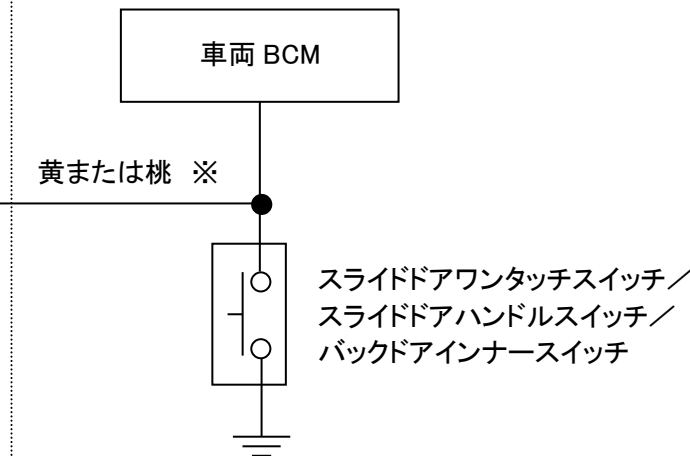 車両 BCM
黄または桃 ※
スライドドアワンタッチスイッチ／
スライドドアハンドルスイッチ／
バックドアインナースイッチ